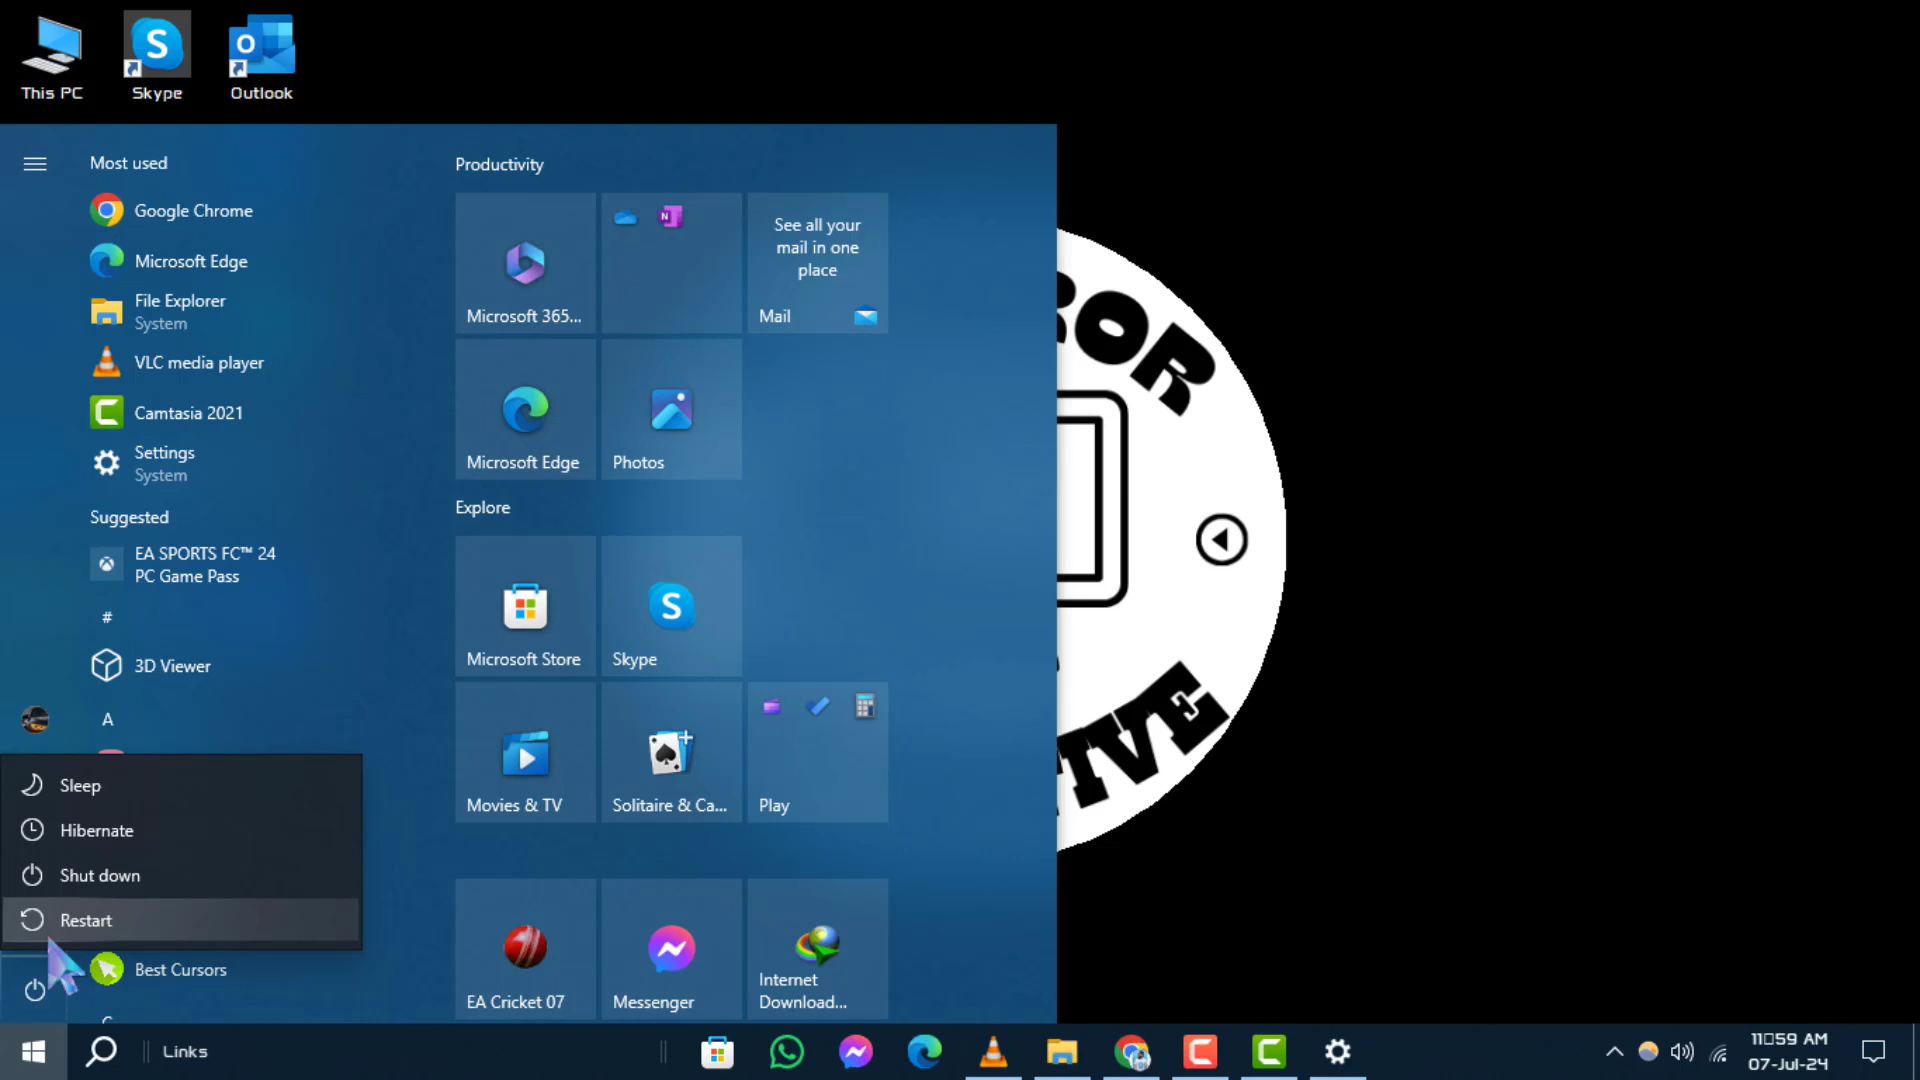 This PC
Skype
Outlook
Most used
Google Chrome
Microsoft Edge
File Explorer
System
VLC media player
Camtasia 2021
Settings
System
Suggested
EA SPORTS FC™ 24
PC Game Pass
#
3D Viewer
A
Sleep
Hibernate
Shut down
Restart
Best Cursors
Productivity
Microsoft 365...
See all your
mail in one
place
Mail
Microsoft Edge
Photos
Explore
Microsoft Store
Skype
Movies & TV
Solitaire & Ca...
Play
EA Cricket 07
Messenger
Internet
Download...
Links
11□59 AM
07-Jul-24